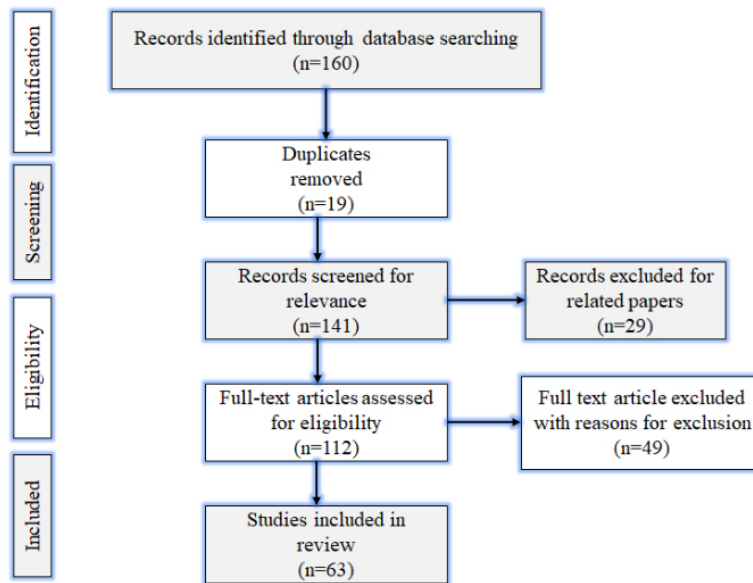 Identification
Records identified through database searching
(n=160)
Duplicates
removed
(n=19)
Screening
Records screened for
relevance
(n=141)
Records excluded for
related papers
(n=29)
Eligibility
Full-text articles assessed
for eligibility
(n=112)
Full text article excluded
with reasons for exclusion
(n=49)
Included
Studies included in
review
(n=63)